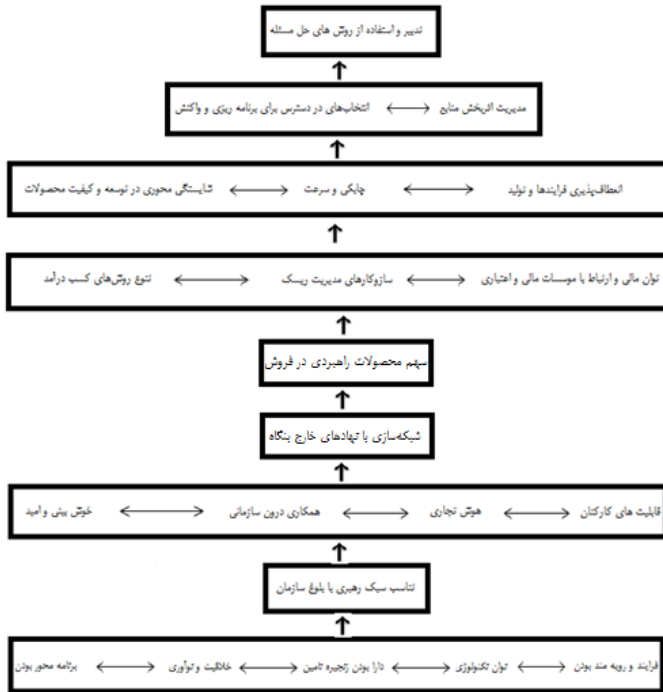 تدبیر و استفاده از روش های حل مسئله
مدیریت اثربخش منابع انتخاب‌های در دسترس برای برنامه ریزی و واکنش
انعطاف‌پذیری فرایندها و تولید چابکی و سرعت شایستگی محوری در توسعه و کیفیت محصولات
توان مالی و ارتباط با موسسات مالی و اعتباری سازوکارهای مدیریت ریسک تنوع روش‌های کسب درآمد
سهم محصولات راهبردی در فروش
شبکه‌سازی با نهادهای خارج بنگاه
قابلیت های کارکنان هوش تجاری همکاری درون سازمانی خوش بینی و امید
تناسب سبک رهبری با بلوغ سازمان
فرایند و رویه مند بودن توان تکنولوژی دارا بودن زنجیره تامین خلاقیت و نوآوری برنامه محور بودن